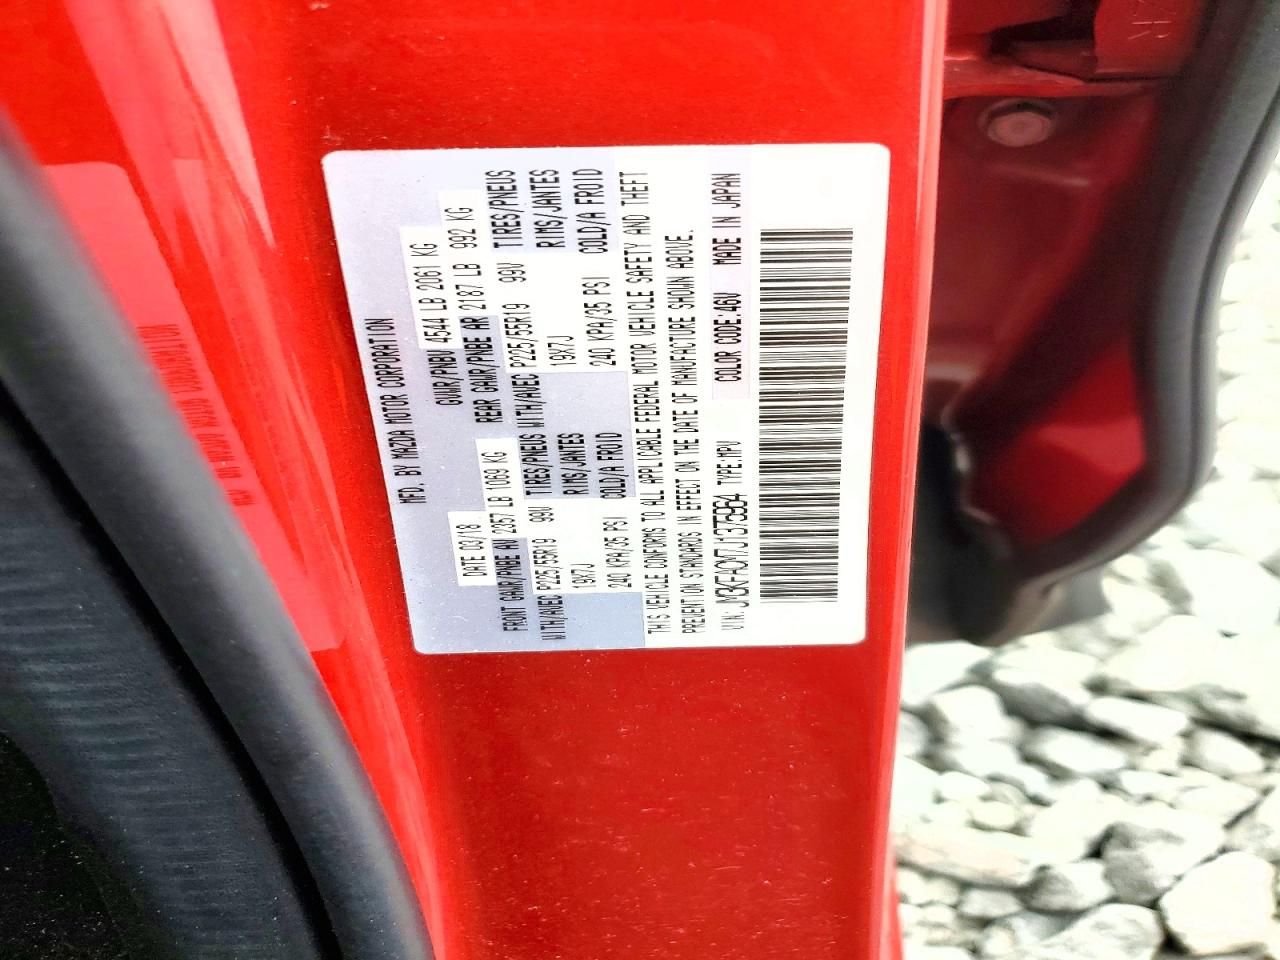 MFD. BY MAZDA MOTOR CORPORATION
DATE 03/18 GVWR/PNBV 4544 LB 2061 KG
FRONT GAWR/PNBE AV 2357 LB 1069 KG REAR GAWR/PNBE AR 2187 LB 992 KG
WITH/AVEC P225/55R19 99V TIRES/PNEUS WITH/AVEC P225/55R19 99V TIRES/PNEUS
19X7J RIMS/JANTES 19X7J RIMS/JANTES
240 KPA/35 PSI COLD/A FROID 240 KPA/35 PSI COLD/A FROID
THIS VEHICLE CONFORMS TO ALL APPLICABLE FEDERAL MOTOR VEHICLE SAFETY AND THEFT
PREVENTION STANDARDS IN EFFECT ON THE DATE OF MANUFACTURE SHOWN ABOVE.
V.I.N.: TYPE:MPV COLOR CODE:46V MADE IN JAPAN